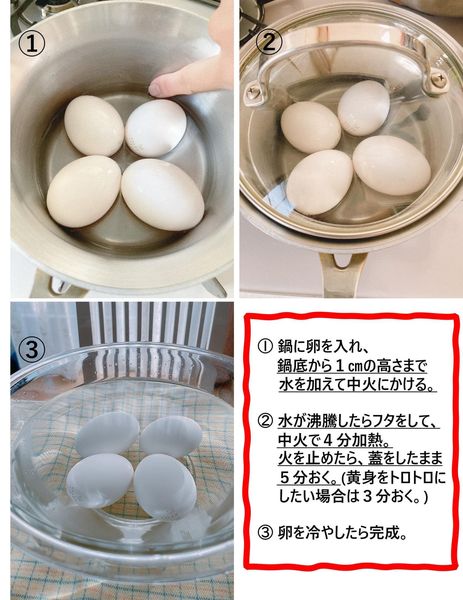 ①
②
③
① 鍋に卵を入れ、
鍋底から１㎝の高さまで
水を加えて中火にかける。
② 水が沸騰したらフタをして、
中火で４分加熱。
火を止めたら、蓋をしたまま
５分おく。(黄身をトロトロに
したい場合は３分おく。)
③ 卵を冷やしたら完成。